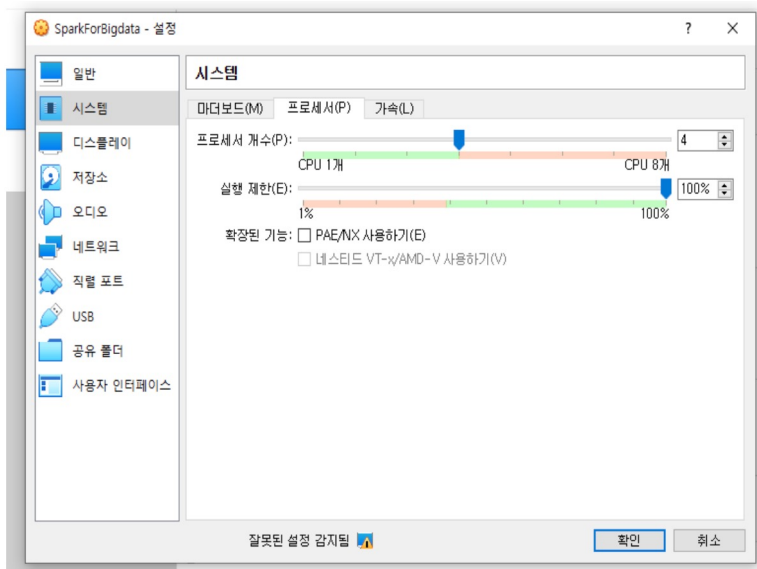 SparkForBigdata - 설정
? ×
일반
시스템
디스플레이
저장소
오디오
네트워크
직렬 포트
USB
공유 폴더
사용자 인터페이스
시스템
마더보드(M) 프로세서(P) 가속(L)
프로세서 개수(P): 4
CPU 1개 CPU 8개
실행 제한(E): 100%
1% 100%
확장된 기능: PAE/NX 사용하기(E)
네스티드 VT-x/AMD-V 사용하기(V)
잘못된 설정 감지됨 확인 취소